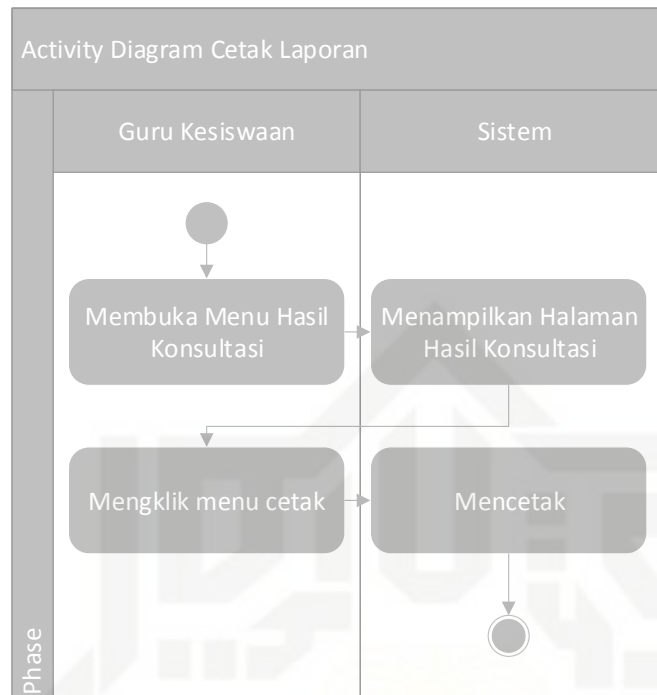 Activity Diagram Cetak Laporan
Guru Kesiswaan
Sistem
Membuka Menu Hasil
Konsultasi
Menampilkan Halaman
Hasil Konsultasi
Mengklik menu cetak
Mencetak
Phase